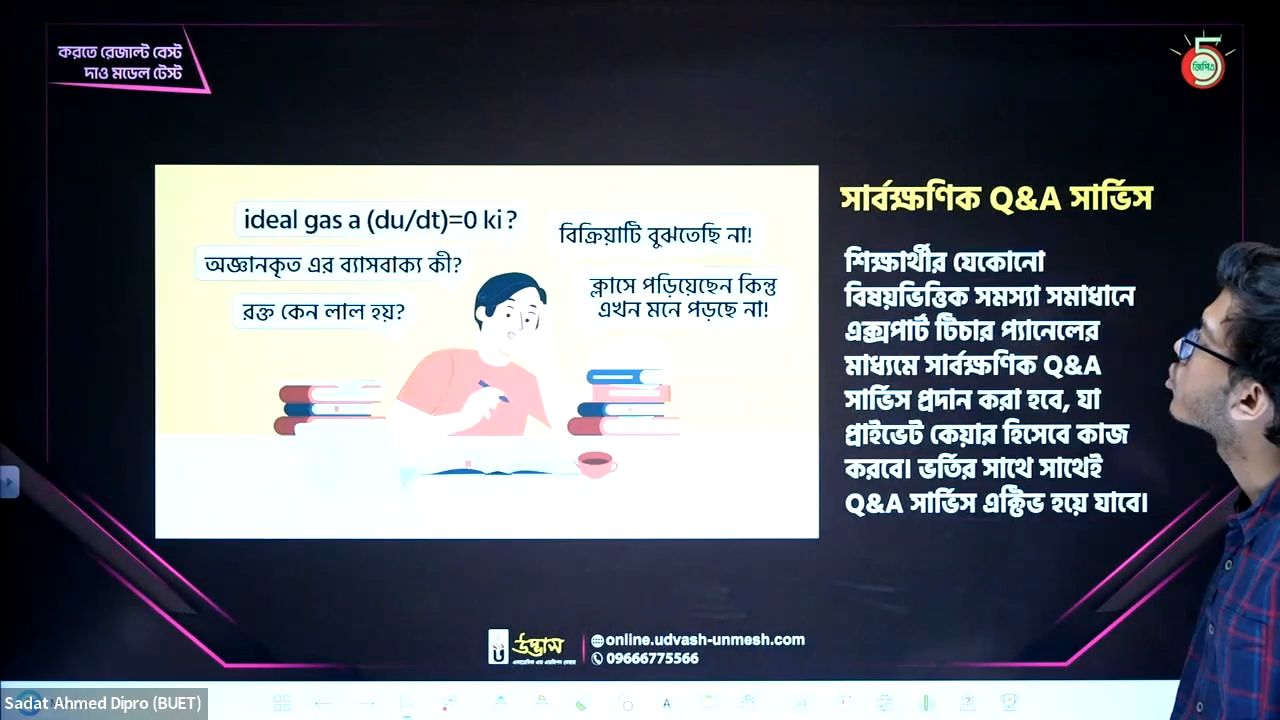 করতে রেজাল্ট বেস্ট
দাও মডেল টেস্ট
5
জিপিএ
ideal gas a (du/dt)=0 ki?
বিক্রিয়াটি বুঝতেছি না!
অজ্ঞানকৃত এর ব্যাসবাক্য কী?
ক্লাসে পড়িয়েছেন কিন্তু
এখন মনে পড়ছে না!
রক্ত কেন লাল হয়?
সার্বক্ষণিক Q&A সার্ভিস
শিক্ষার্থীর যেকোনো
বিষয়ভিত্তিক সমস্যা সমাধানে
এক্সপার্ট টিচার প্যানেলের
মাধ্যমে সার্বক্ষণিক Q&A
সার্ভিস প্রদান করা হবে, যা
প্রাইভেট কেয়ার হিসেবে কাজ
করবে। ভর্তির সাথে সাথেই
Q&A সার্ভিস এক্টিভ হয়ে যাবে।
উদ্ভাস
online.udvash-unmesh.com
09666775566
Sadat Ahmed Dipro (BUET)